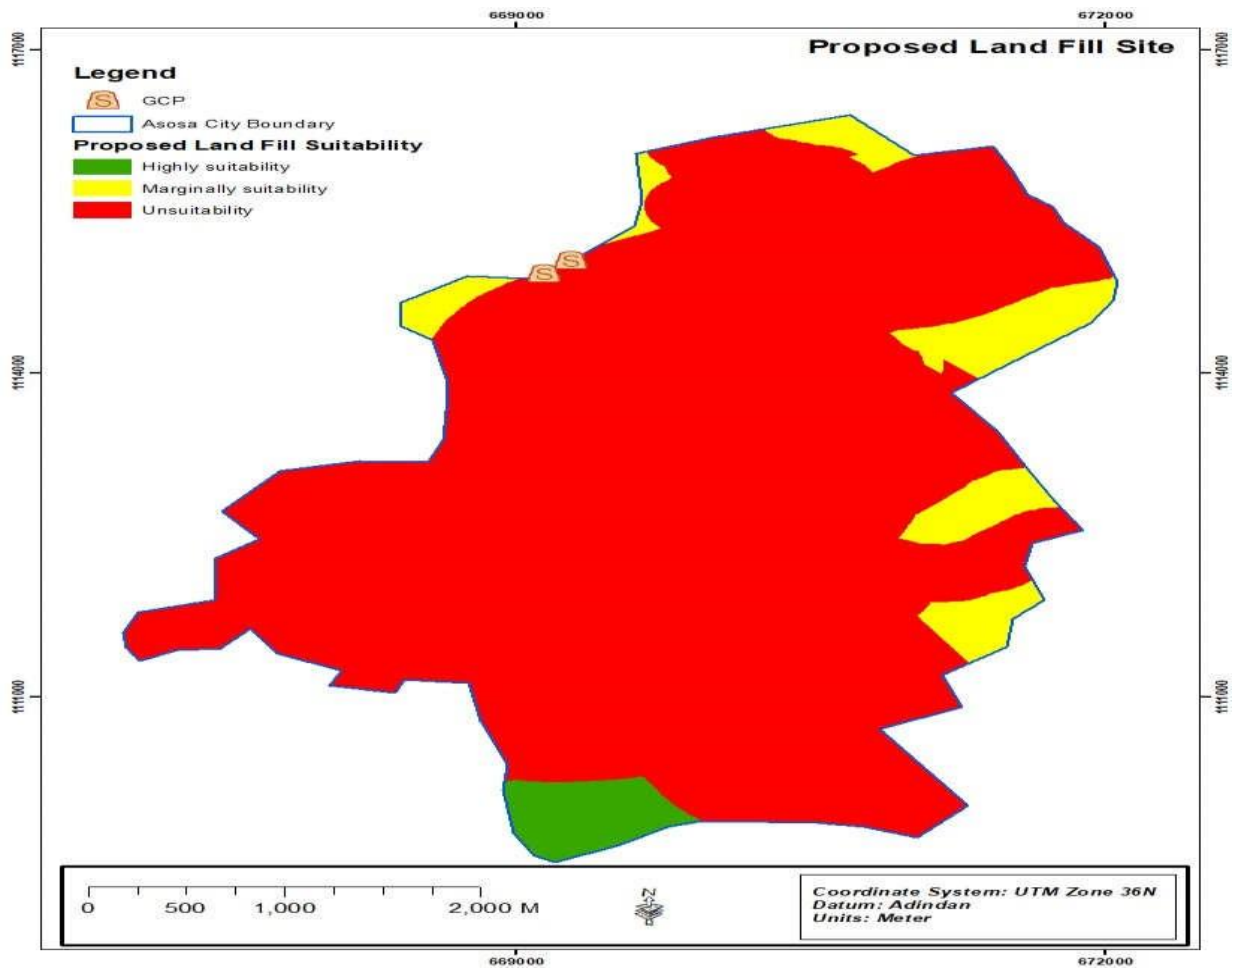 669000 672000
1117000 1117000
Proposed Land Fill Site
Legend
S GCP
Asosa City Boundary
Proposed Land Fill Suitability
Highly suitability
Marginally suitability
Unsuitability
S
S
1114000 1114000
1111000 1111000
N
0 500 1,000 2,000 M
Coordinate System: UTM Zone 36N
Datum: Adindan
Units: Meter
669000 672000